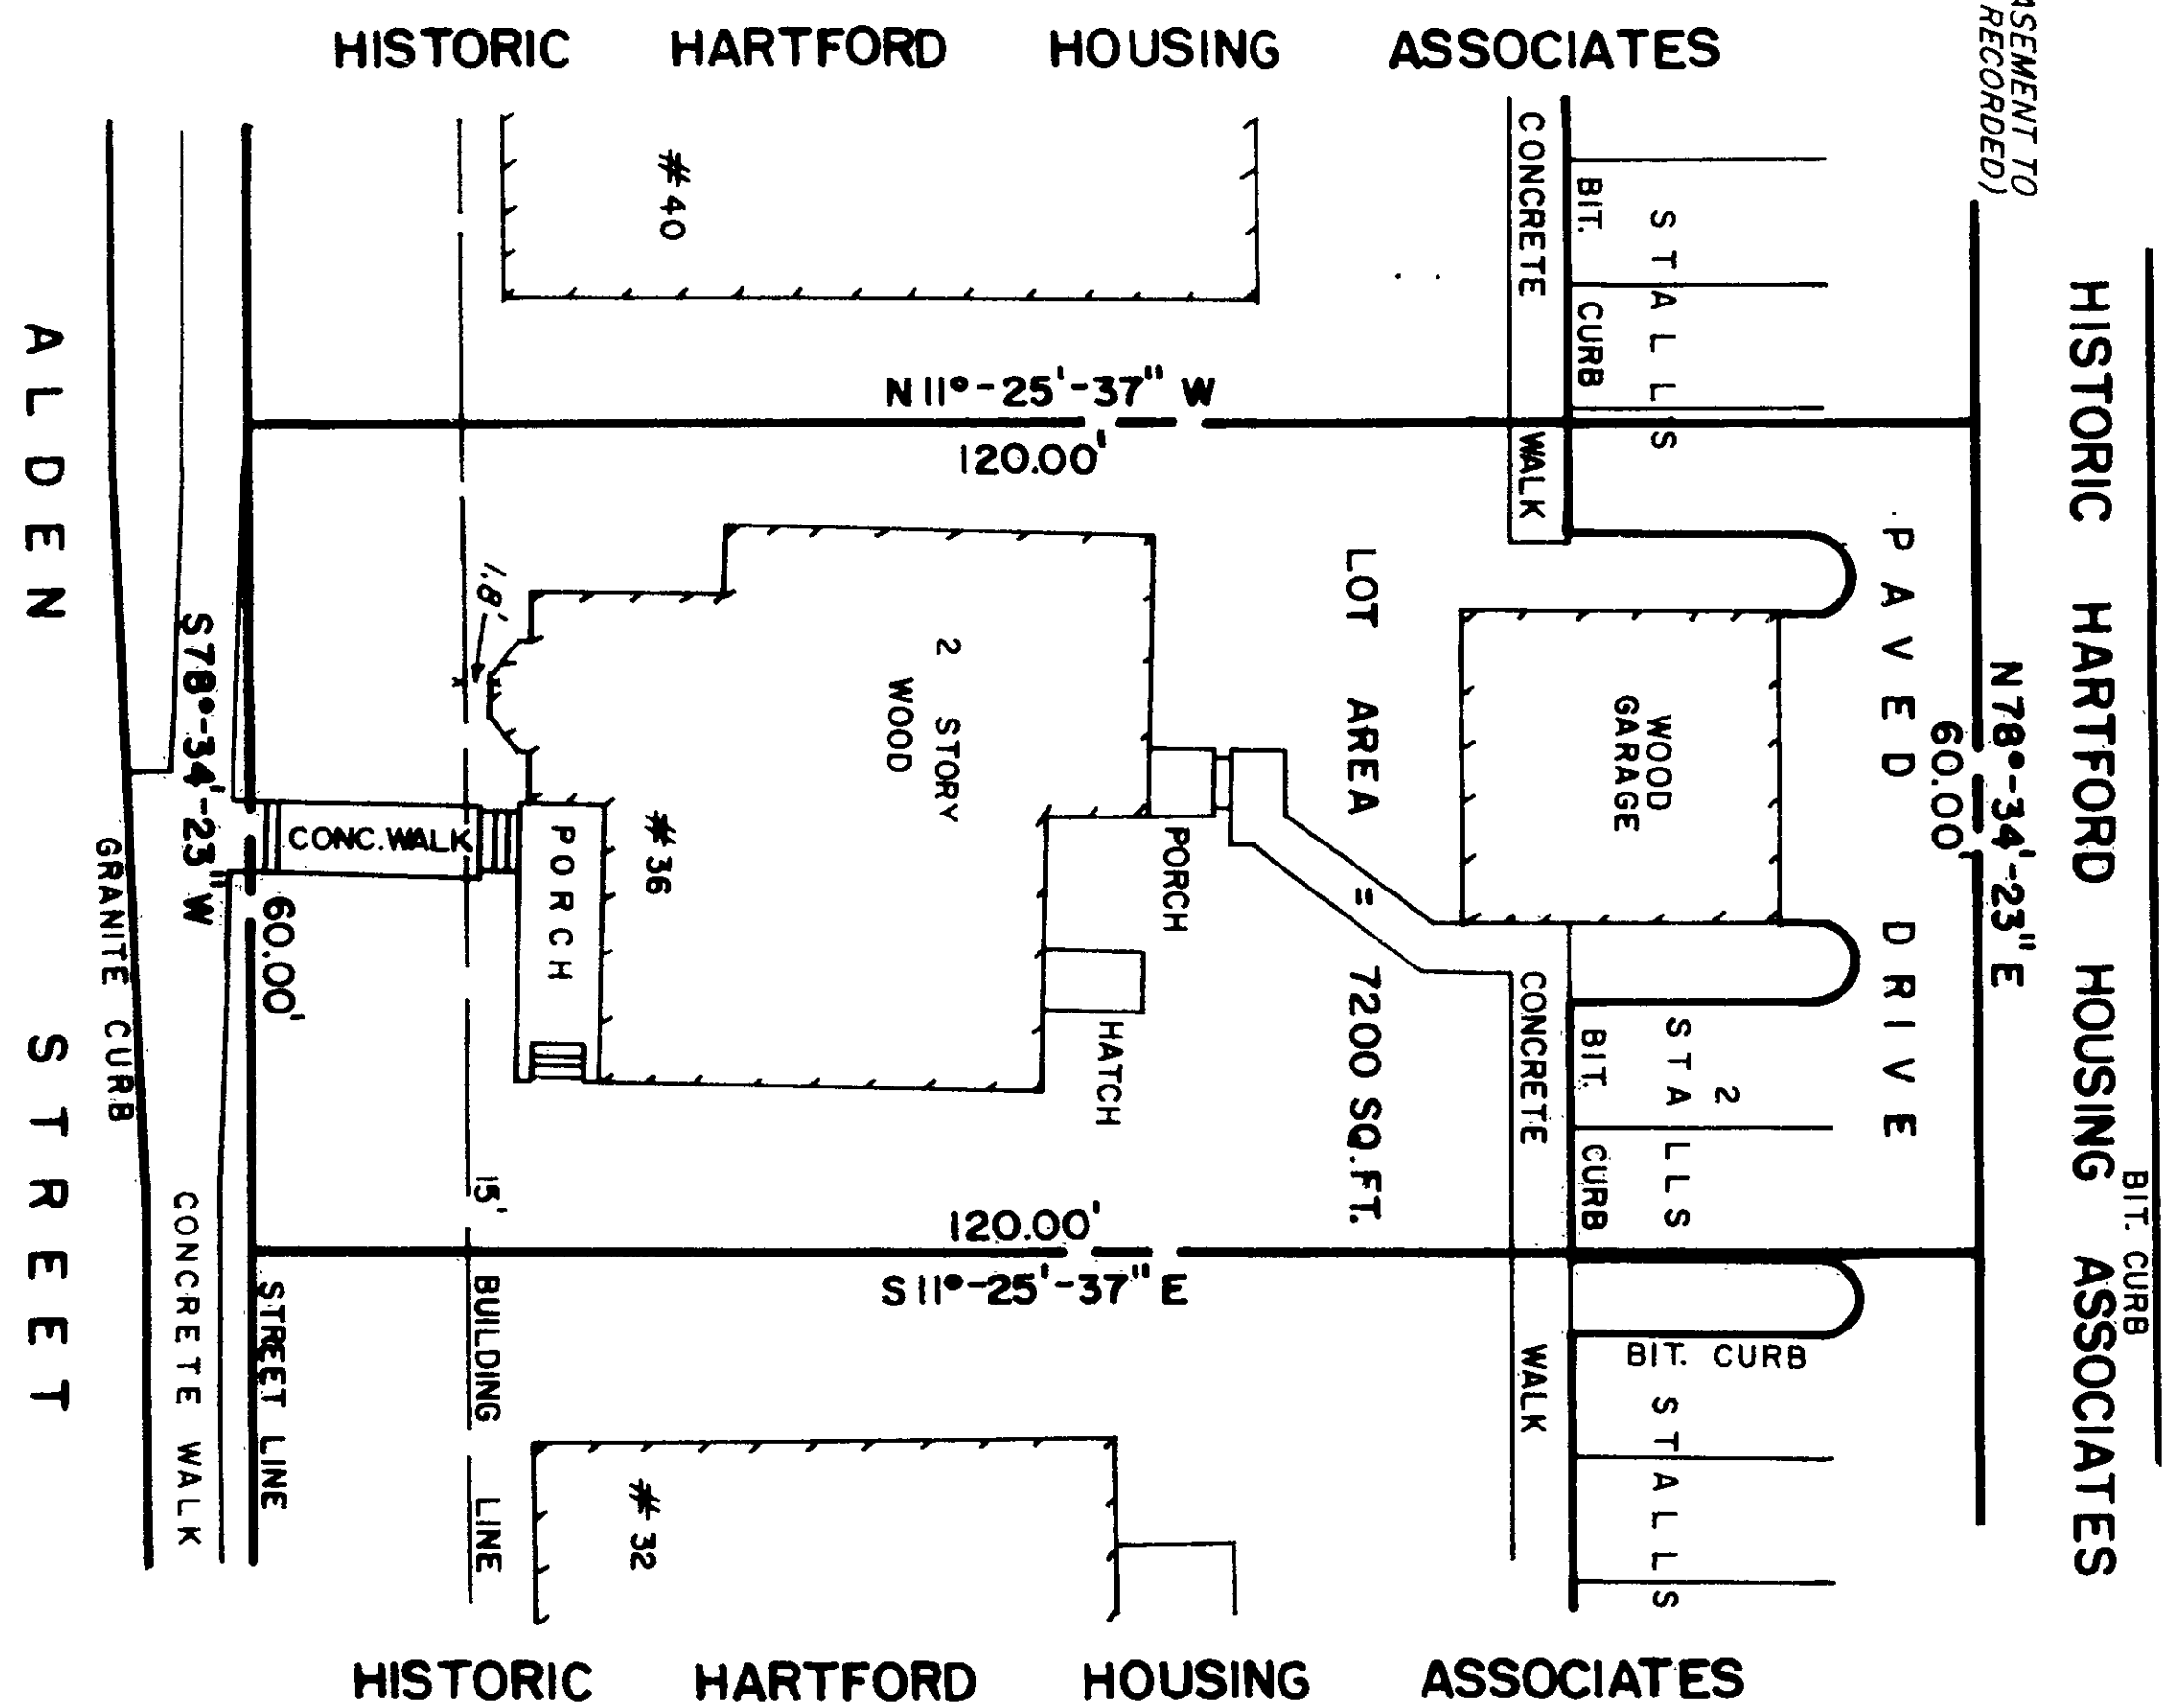 HISTORIC HARTFORD HOUSING ASSOCIATES
RECORDED)
#40
CONCRETE
WALK
BIT.
CURB
STALLS
N 11°-25'-37" W
120.00'
HISTORIC HARTFORD HOUSING ASSOCIATES
BIT. CURB
N78°-34'-23" E
60.00'
PAVED DRIVE
WOOD
GARAGE
LOT AREA = 7200 SQ.FT.
2 STORY
WOOD
1.8'
#36
PORCH
CONC. WALK
PORCH
HATCH
ALDEN STREET
GRANITE CURB
S78°-34'-23" W
60.00'
CONCRETE WALK
STREET LINE
15' BUILDING LINE
CONCRETE
WALK
BIT.
CURB
2
STALLS
120.00'
S 11°-25'-37" E
BIT. CURB
STALLS
#32
HISTORIC HARTFORD HOUSING ASSOCIATES